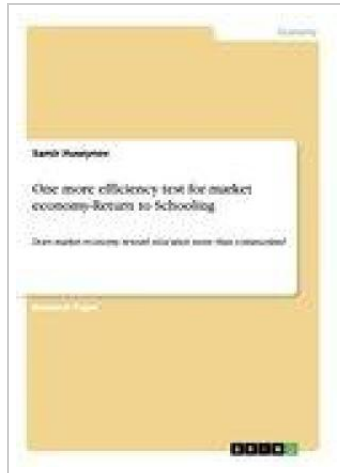 Economy
Samir Huseynov
One more efficiency test for market
economy-Return to Schooling
Does market economy reward education more than communism?
Research Paper
GRIN